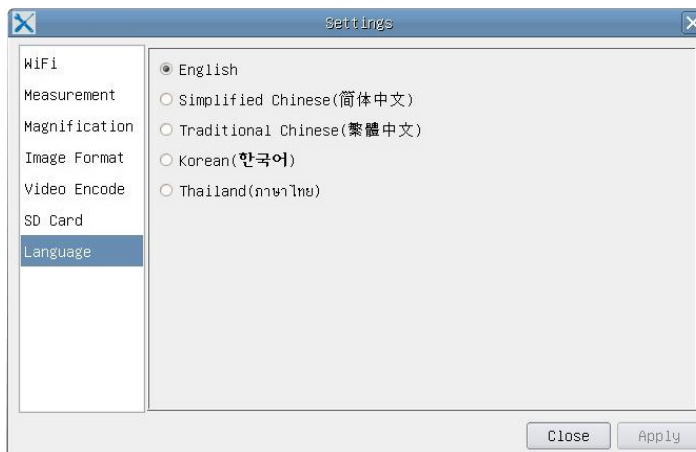 Settings
WiFi
Measurement
Magnification
Image Format
Video Encode
SD Card
Language
English
Simplified Chinese(简体中文)
Traditional Chinese(繁體中文)
Korean(한국어)
Thailand(ภาษาไทย)
Close
Apply